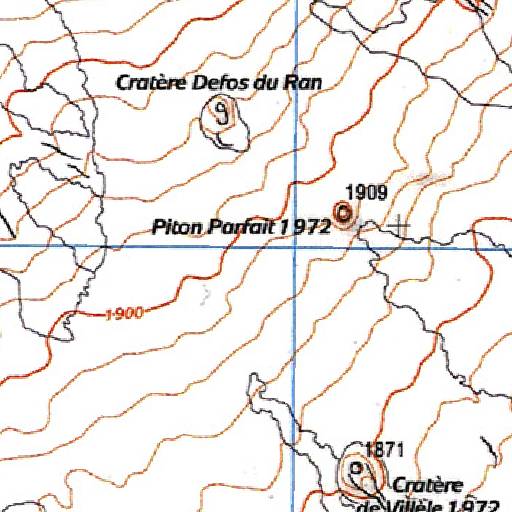 Cratère Defos du Ran
1909
Piton Parfait 1972
1900
1871
Cratère
de Villèle 1972